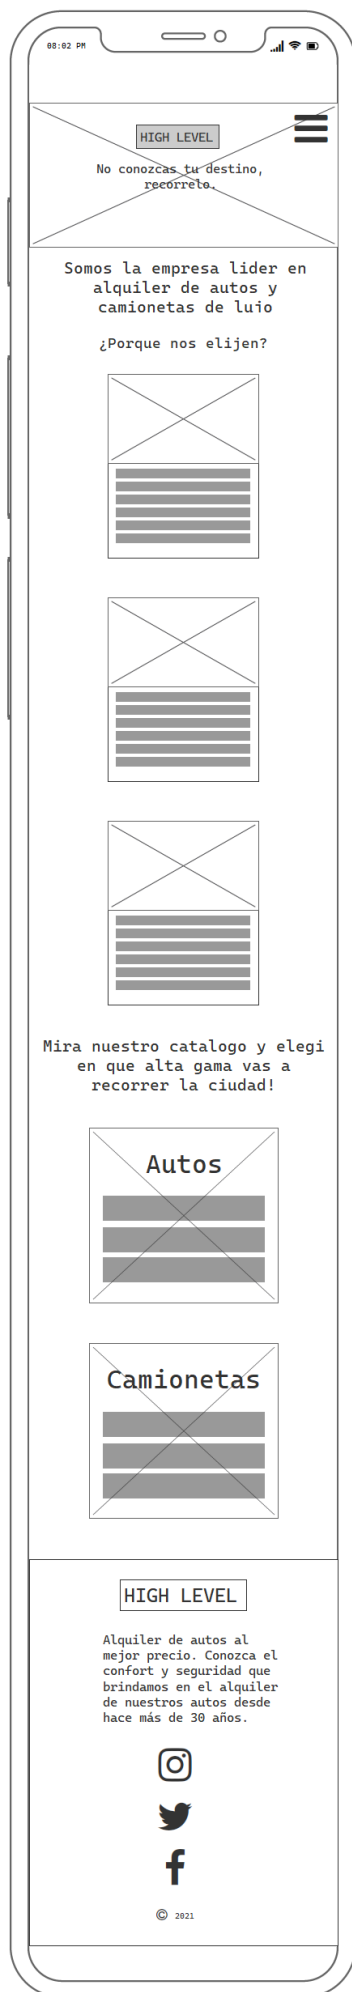 08:02 PM
HIGH LEVEL
No conozcas tu destino,
recorrelo.
Somos la empresa lider en
alquiler de autos y
camionetas de lujo
¿Porque nos elijen?
Mira nuestro catalogo y elegi
en que alta gama vas a
recorrer la ciudad!
Autos
Camionetas
HIGH LEVEL
Alquiler de autos al
mejor precio. Conozca el
confort y seguridad que
brindamos en el alquiler
de nuestros autos desde
hace más de 30 años.
© 2021